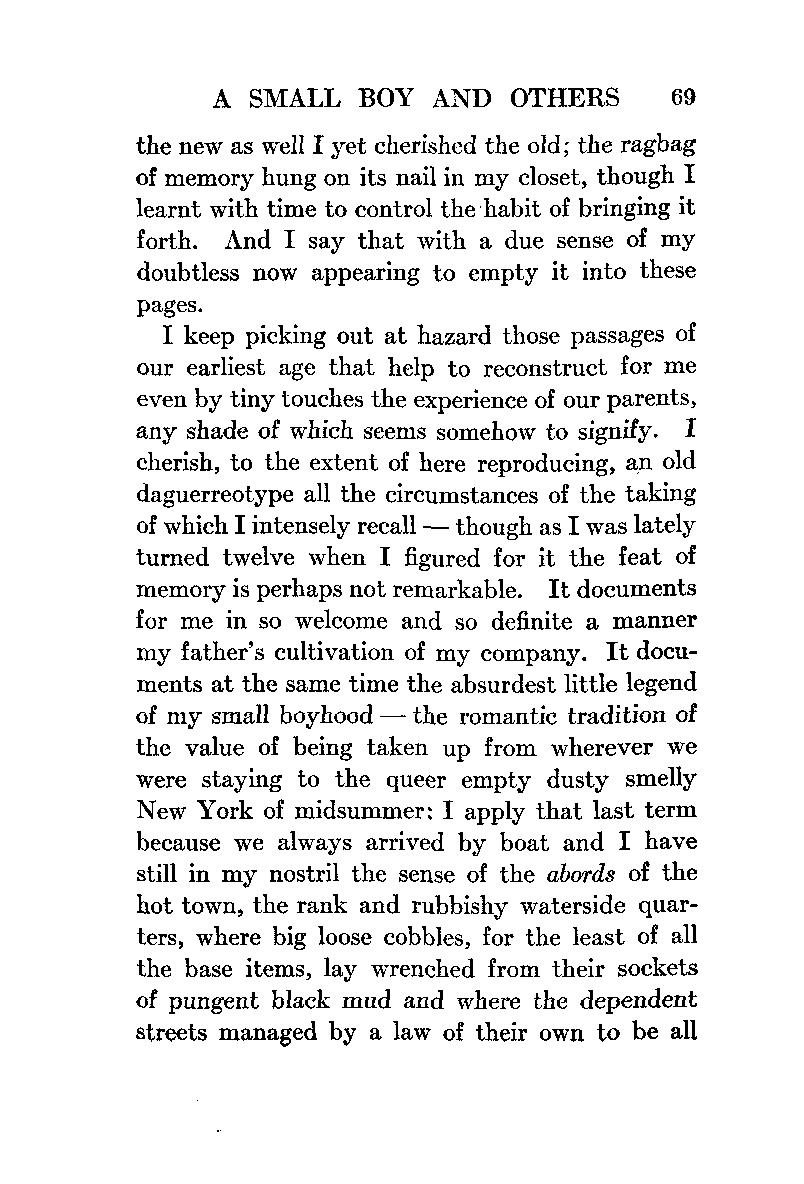 A SMALL BOY AND OTHERS 69
the new as well I yet cherished the old; the ragbag
of memory hung on its nail in my closet, though I
learnt with time to control the habit of bringing it
forth. And I say that with a due sense of my
doubtless now appearing to empty it into these
pages.
I keep picking out at hazard those passages of
our earliest age that help to reconstruct for me
even by tiny touches the experience of our parents,
any shade of which seems somehow to signify. I
cherish, to the extent of here reproducing, an old
daguerreotype all the circumstances of the taking
of which I intensely recall — though as I was lately
turned twelve when I figured for it the feat of
memory is perhaps not remarkable. It documents
for me in so welcome and so definite a manner
my father's cultivation of my company. It docu-
ments at the same time the absurdest little legend
of my small boyhood — the romantic tradition of
the value of being taken up from wherever we
were staying to the queer empty dusty smelly
New York of midsummer: I apply that last term
because we always arrived by boat and I have
still in my nostril the sense of the abords of the
hot town, the rank and rubbishy waterside quar-
ters, where big loose cobbles, for the least of all
the base items, lay wrenched from their sockets
of pungent black mud and where the dependent
streets managed by a law of their own to be all